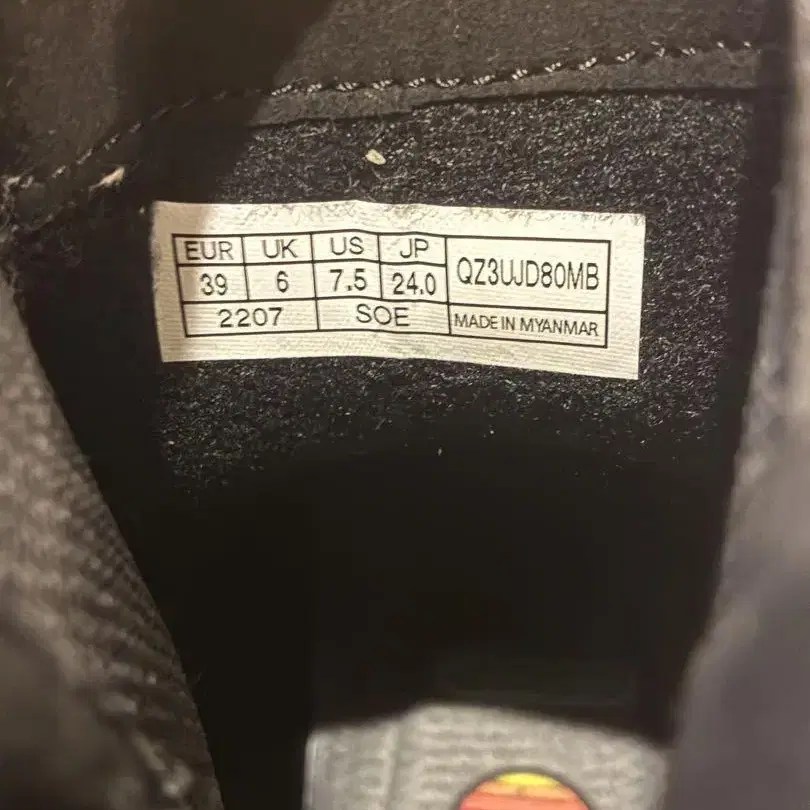 EUR UK US JP
39 6 7.5 24.0
QZ3UJD80MB
2207 SOE
MADE IN MYANMAR